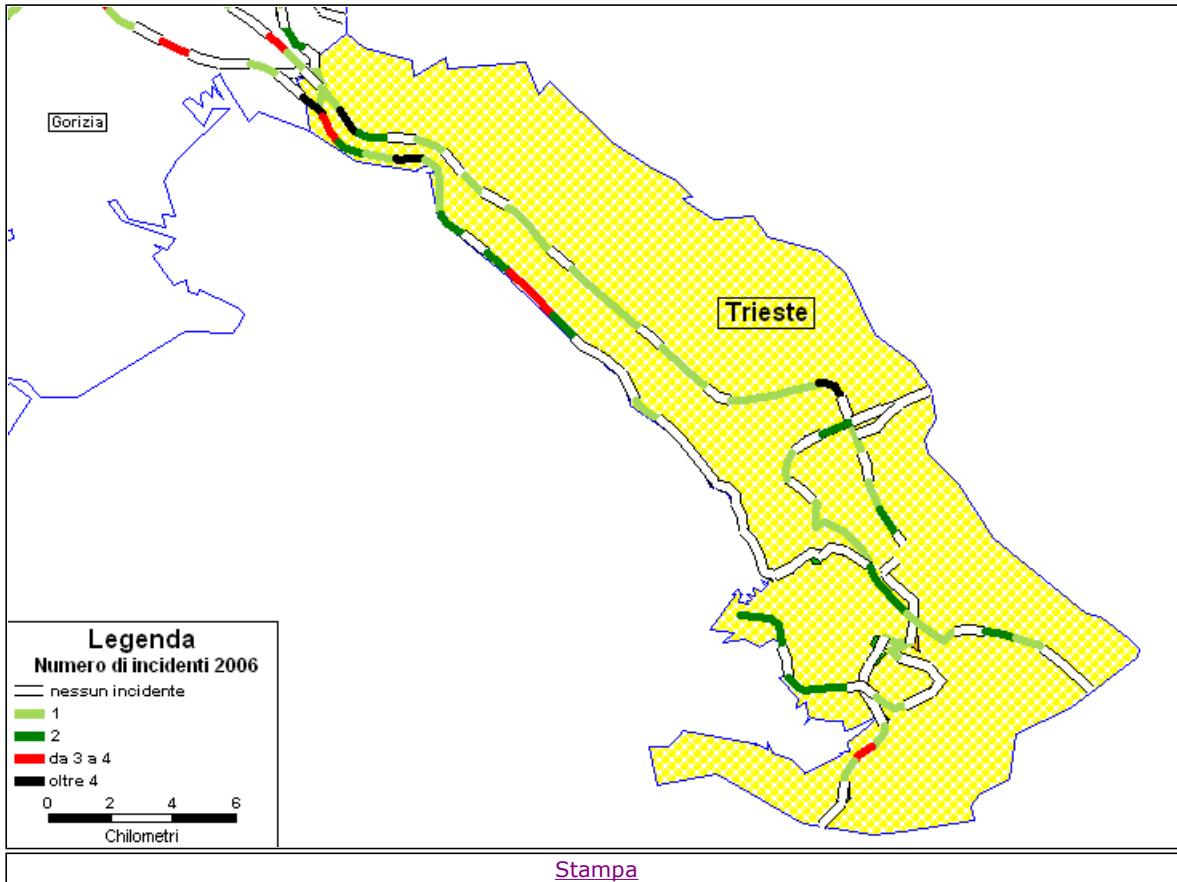 Gorizia
Trieste
Legenda
Numero di incidenti 2006
nessun incidente
1
2
da 3 a 4
oltre 4
0 2 4 6
Chilometri
Stampa